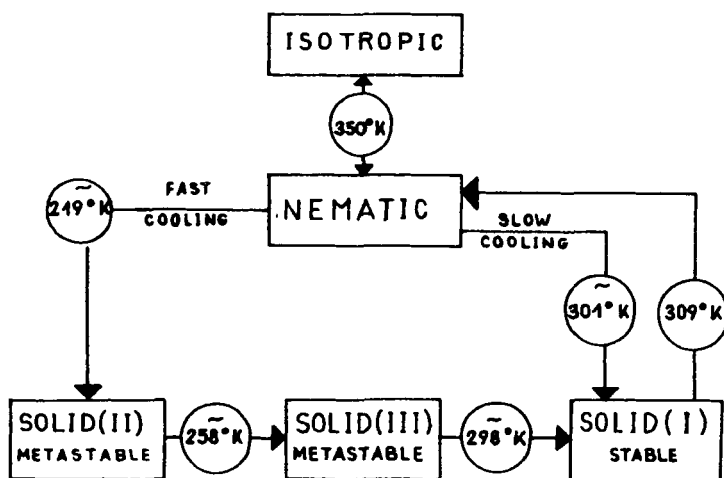 ISOTROPIC
350°K
NEMATIC
FAST
COOLING
~
249°K
SLOW
COOLING
~
301°K
309°K
SOLID(II)
METASTABLE
~
258°K
SOLID(III)
METASTABLE
~
298°K
SOLID(I)
STABLE